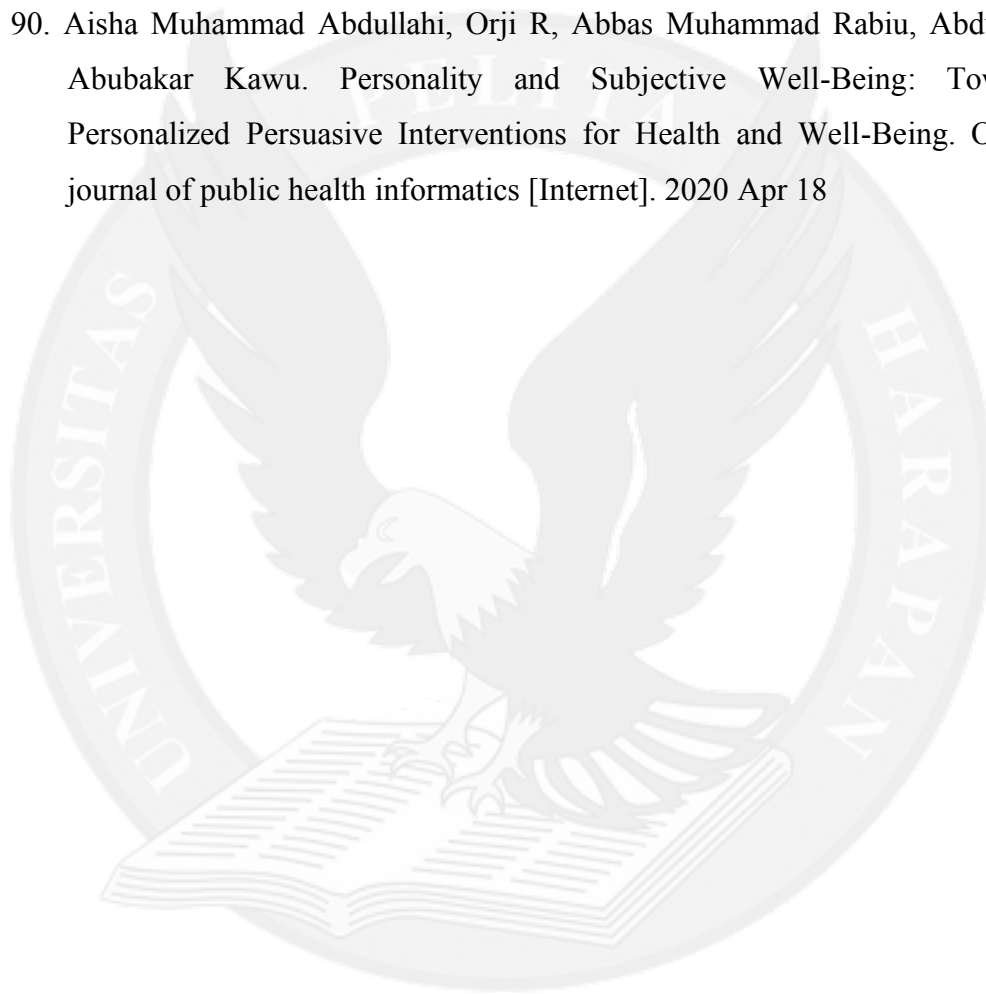 90. Aisha Muhammad Abdullahi, Orji R, Abbas Muhammad Rabiu,
Abubakar Kawu. Personality and Subjective Well-Being:
Personalized Persuasive Interventions for Health and Well-Being.
journal of public health informatics [Internet]. 2020 Apr 18
UNIVERSITAS PELITA HARAPAN